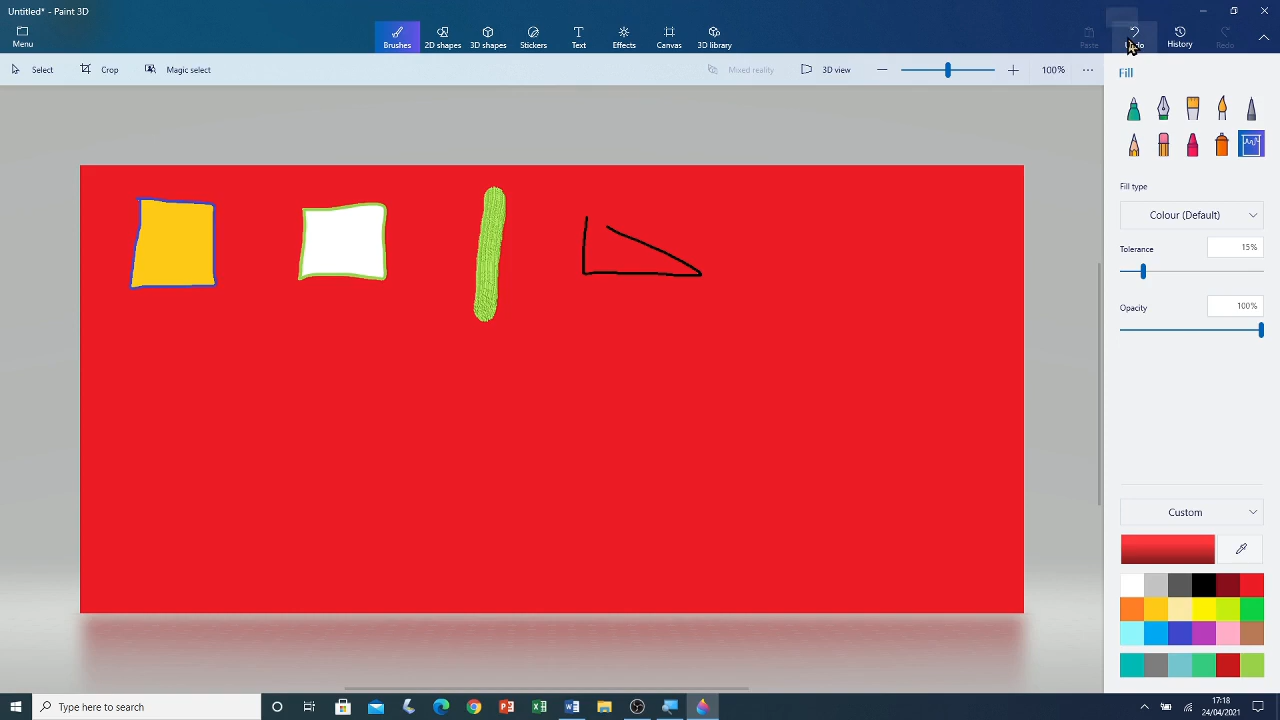 Untitled* - Paint 3D
Menu
Brushes
2D shapes
3D shapes
Stickers
Text
Effects
Canvas
3D library
Paste
History
Redo
Select
Crop
Magic select
Mixed reality
3D view
100%
Fill
Fill type
Colour (Default)
Tolerance
15%
Opacity
100%
Custom
Type here to search
17:18
24/04/2021